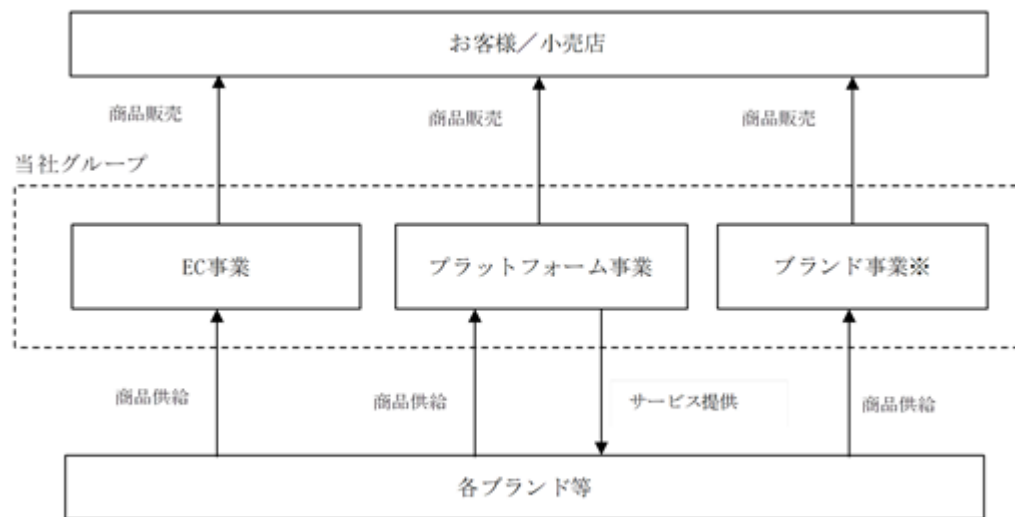 お客様／小売店
商品販売
商品販売
商品販売
当社グループ
EC事業
プラットフォーム事業
ブランド事業※
商品供給
商品供給
サービス提供
商品供給
各ブランド等